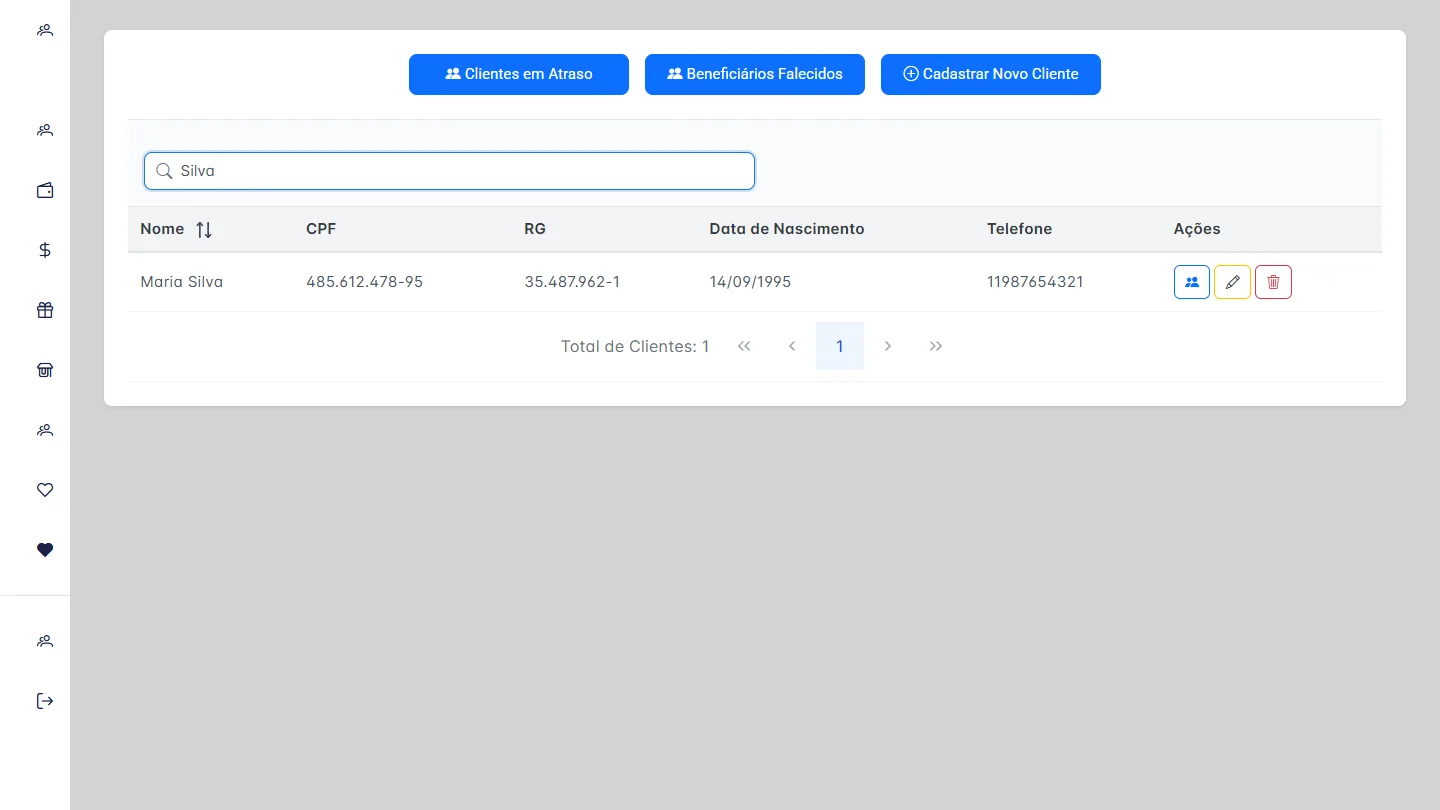 Clientes em Atraso Beneficiários Falecidos Cadastrar Novo Cliente
Silva
Nome CPF RG Data de Nascimento Telefone Ações
Maria Silva 485.612.478-95 35.487.962-1 14/09/1995 11987654321
Total de Clientes: 1 « ‹ 1 › »